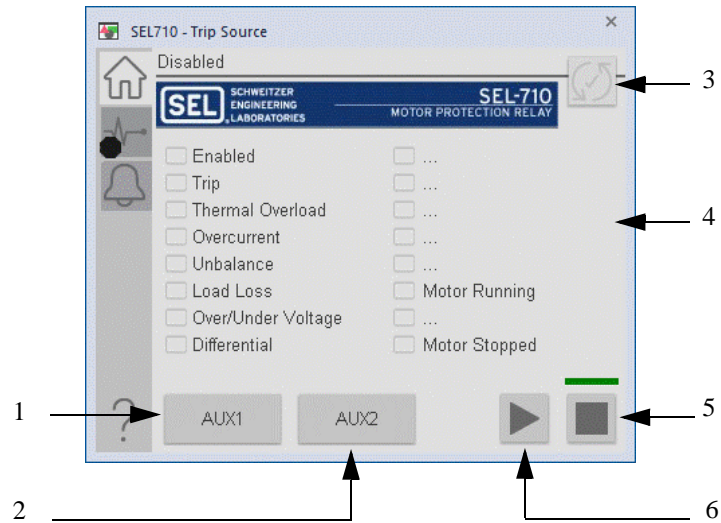 SEL710 - Trip Source
×
Disabled
3
SEL SCHWEITZER ENGINEERING LABORATORIES
SEL-710
MOTOR PROTECTION RELAY
Enabled ...
Trip ...
Thermal Overload ...
4
Overcurrent ...
Unbalance ...
Load Loss Motor Running
Over/Under Voltage ...
Differential Motor Stopped
1
?
AUX1 AUX2
5
2
6